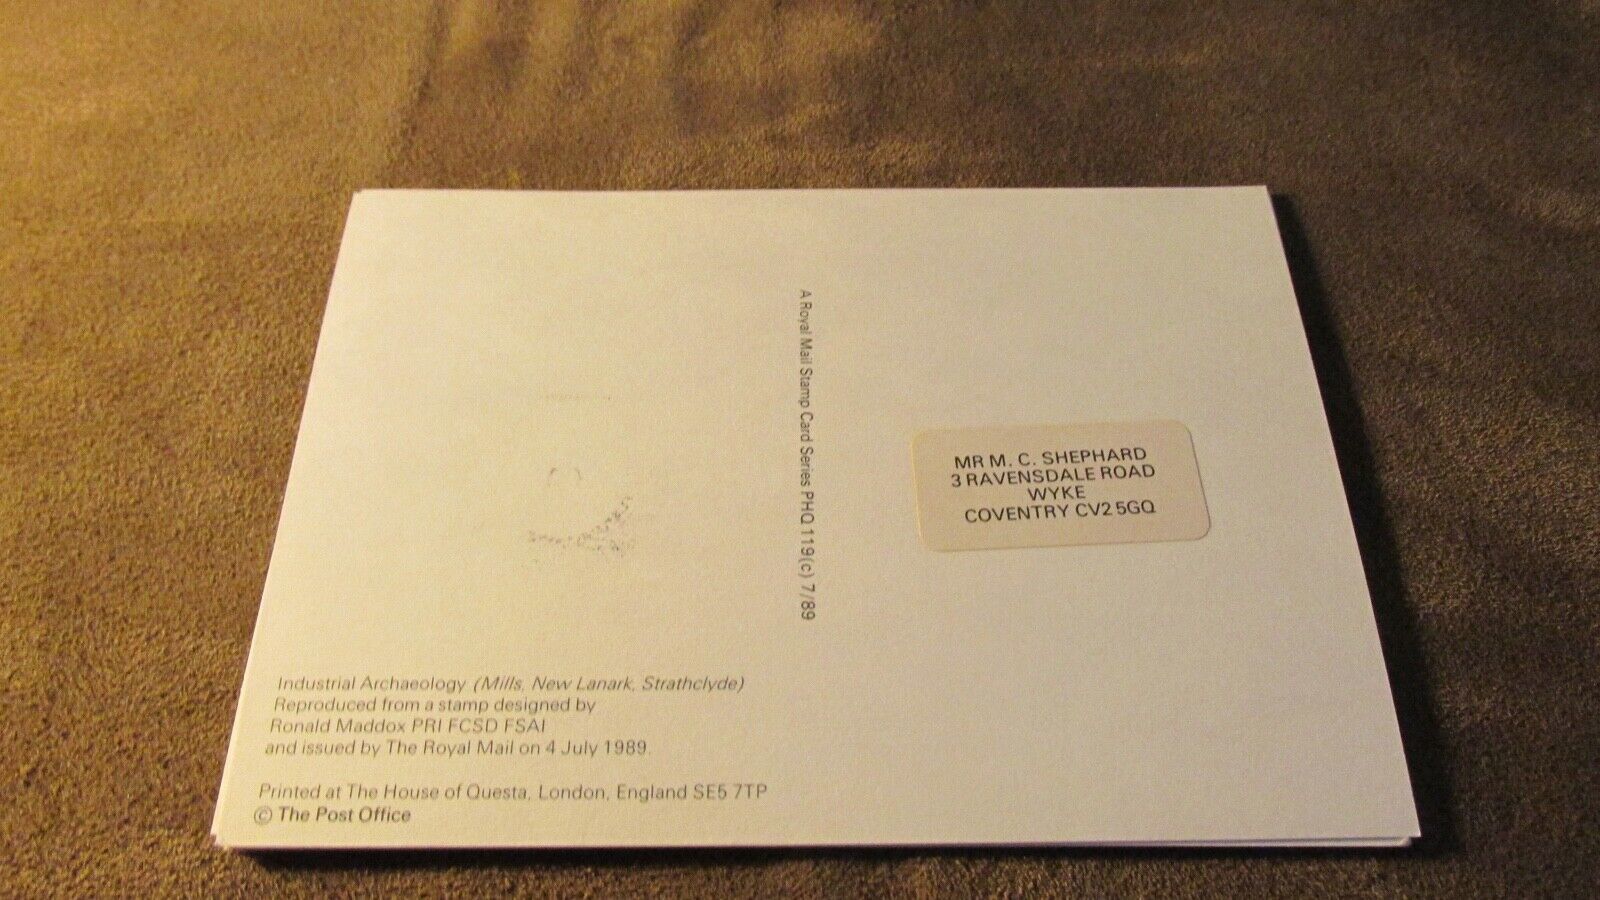 Industrial Archaeology (Mills, New Lanark, Strathclyde)
Reproduced from a stamp designed by
Ronald Maddox PRI FCSD FSAI
and issued by The Royal Mail on 4 July 1989.
Printed at The House of Questa, London, England SE5 7TP
© The Post Office
A Royal Mail Stamp Card Series PHQ 119(c) 7/89
MR M. C. SHEPHARD
3 RAVENSDALE ROAD
WYKE
COVENTRY CV2 5GQ